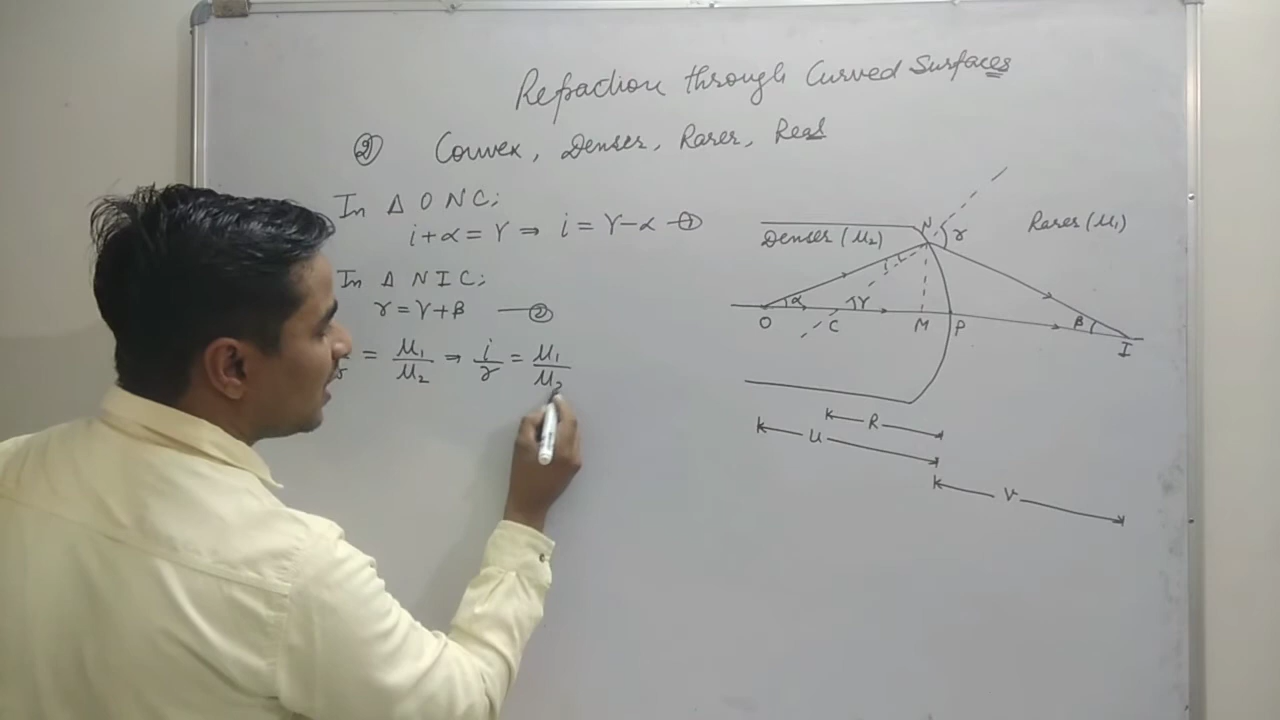 Refraction through Curved Surfaces
② Convex, Denser, Rarer, Real
In Δ O N C;
i + α = γ ⇒ i = γ - α —①
In Δ N I C;
r = γ + β —②
= μ₁/μ₂ ⇒ i/r = μ₁/μ₂
N r Rarer (μ₁)
Denser (μ₂)
i
α γ β
O C M P I
R
u
v